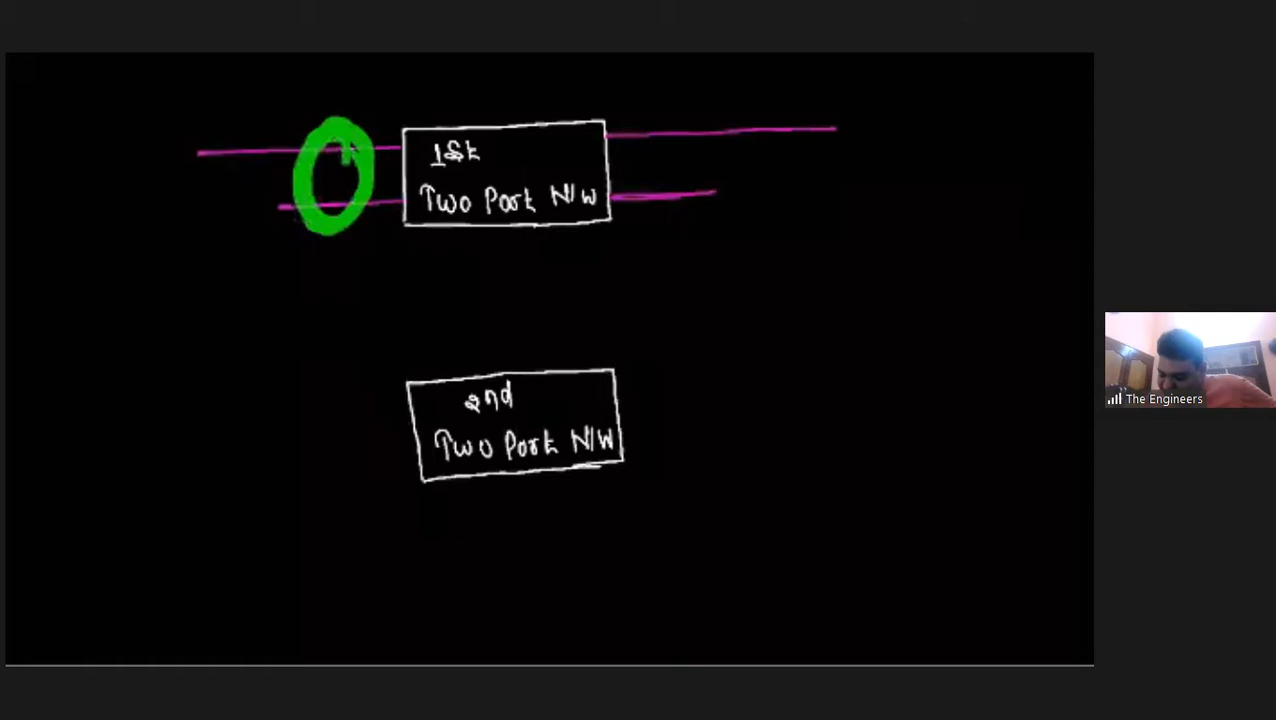 1st
Two Port N/W
2nd
Two Port N/W
The Engineers